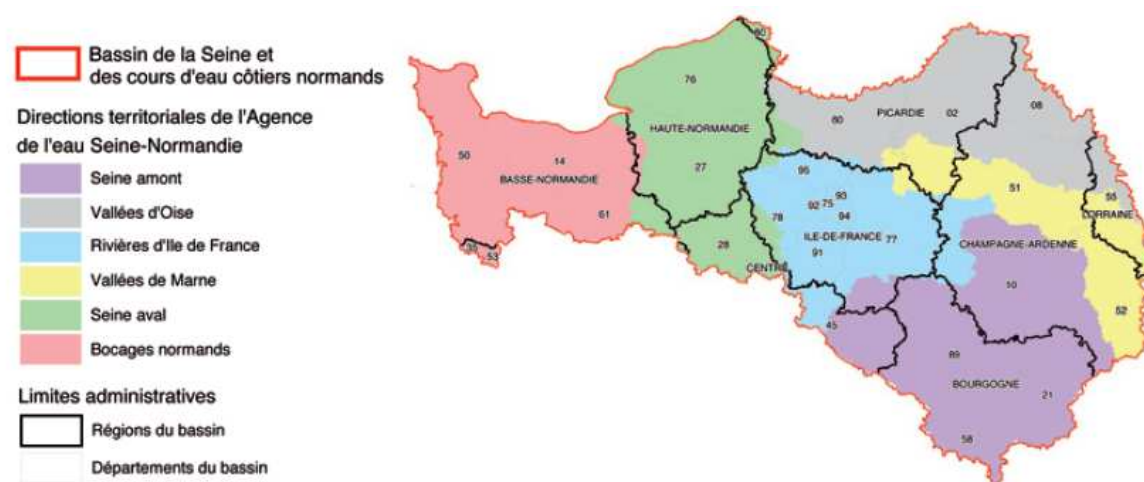 Bassin de la Seine et
des cours d'eau côtiers normands
Directions territoriales de l'Agence
de l'eau Seine-Normandie
Seine amont
Vallées d'Oise
Rivières d'Ile de France
Vallées de Marne
Seine aval
Bocages normands
Limites administratives
Régions du bassin
Départements du bassin
80
76
08
60
PICARDIE
02
HAUTE-NORMANDIE
50
14
27
95
51
BASSE-NORMANDIE
55
92
75
93
LORRAINE
61
78
94
ILE-DE-FRANCE
77
CHAMPAGNE-ARDENNE
35
53
28
91
CENTRE
10
52
45
89
BOURGOGNE
21
58